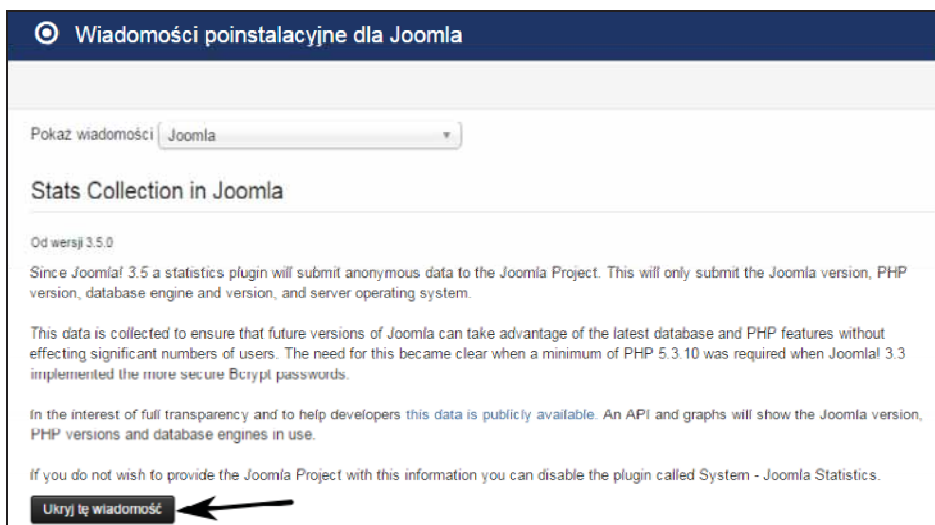 Wiadomości poinstalacyjne dla Joomla
Pokaż wiadomości Joomla
Stats Collection in Joomla
Od wersji 3.5.0
Since Joomla! 3.5 a statistics plugin will submit anonymous data to the Joomla Project. This will only submit the Joomla version, PHP
version, database engine and version, and server operating system.
This data is collected to ensure that future versions of Joomla can take advantage of the latest database and PHP features without
effecting significant numbers of users. The need for this became clear when a minimum of PHP 5.3.10 was required when Joomla! 3.3
implemented the more secure Bcrypt passwords.
In the interest of full transparency and to help developers this data is publicly available. An API and graphs will show the Joomla version,
PHP versions and database engines in use.
If you do not wish to provide the Joomla Project with this information you can disable the plugin called System - Joomla Statistics.
Ukryj tę wiadomość